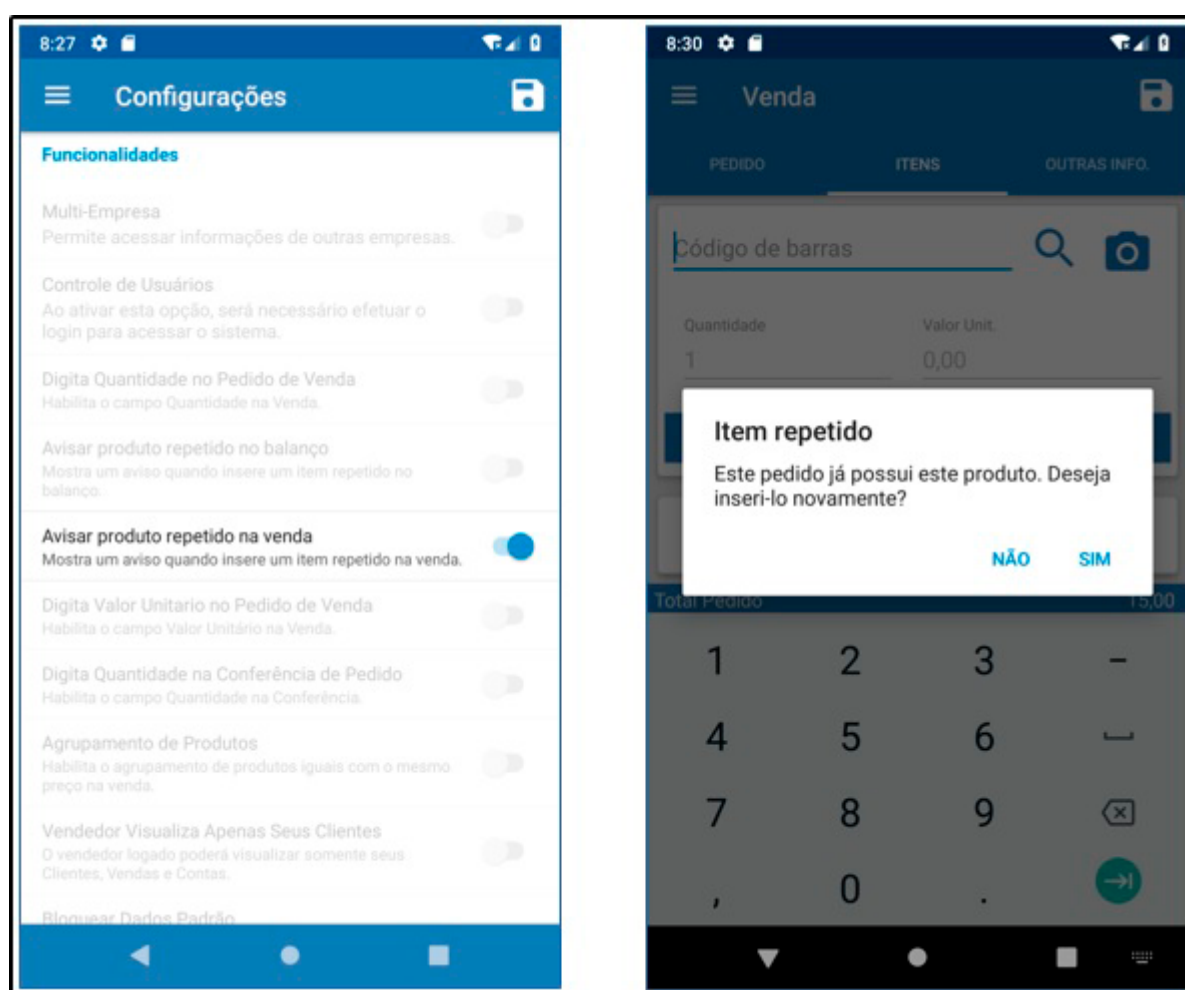 8:27
Configurações
Funcionalidades
Multi-Empresa
Permite acessar informações de outras empresas.
Controle de Usuários
Ao ativar esta opção, será necessário efetuar o
login para acessar o sistema.
Digita Quantidade no Pedido de Venda
Habilita o campo Quantidade na Venda.
Avisar produto repetido no balanço
Mostra um aviso quando insere um item repetido no
balanço.
Avisar produto repetido na venda
Mostra um aviso quando insere um item repetido na venda.
Digita Valor Unitario no Pedido de Venda
Habilita o campo Valor Unitário na Venda.
Digita Quantidade na Conferência de Pedido
Habilita o campo Quantidade na Conferência.
Agrupamento de Produtos
Habilita o agrupamento de produtos iguais com o mesmo
preço na venda.
Vendedor Visualiza Apenas Seus Clientes
O vendedor logado poderá visualizar somente seus
Clientes, Vendas e Contas.
Bloquear Dados Padrão
8:30
Venda
PEDIDO ITENS OUTRAS INFO.
Código de barras
Quantidade Valor Unit.
1 0,00
Item repetido
Este pedido já possui este produto. Deseja
inseri-lo novamente?
NÃO SIM
Total Pedido 15,00
1 2 3 -
4 5 6
7 8 9
, 0 .